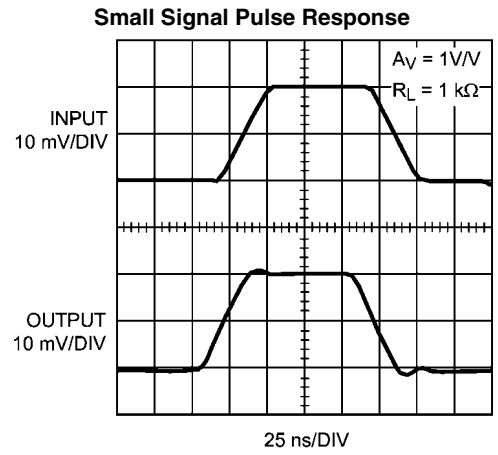 Small Signal Pulse Response
A_V = 1V/V
R_L = 1 kΩ
INPUT
10 mV/DIV
OUTPUT
10 mV/DIV
25 ns/DIV